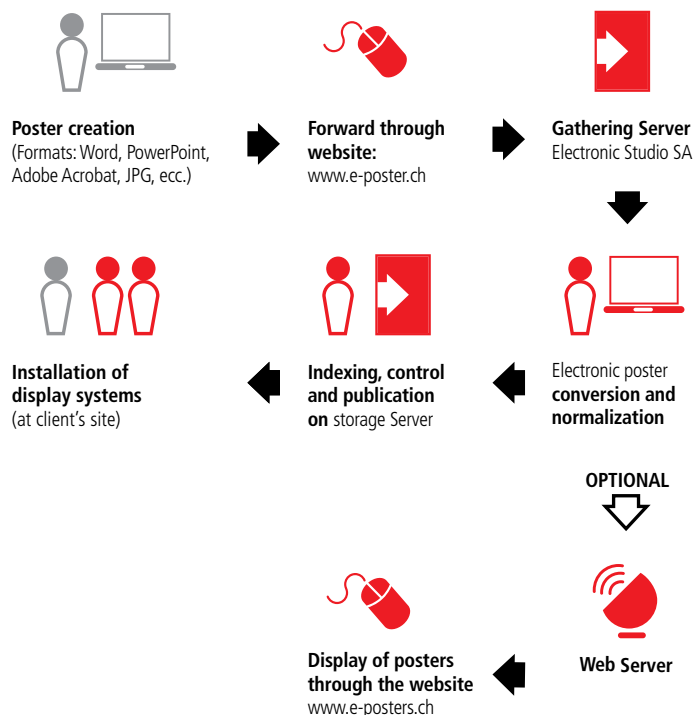 Poster creation
(Formats: Word, PowerPoint,
Adobe Acrobat, JPG, ecc.)
Forward through
website:
www.e-poster.ch
Gathering Server
Electronic Studio SA
Installation of
display systems
(at client's site)
Indexing, control
and publication
on storage Server
Electronic poster
conversion and
normalization
OPTIONAL
Display of posters
through the website
www.e-posters.ch
Web Server